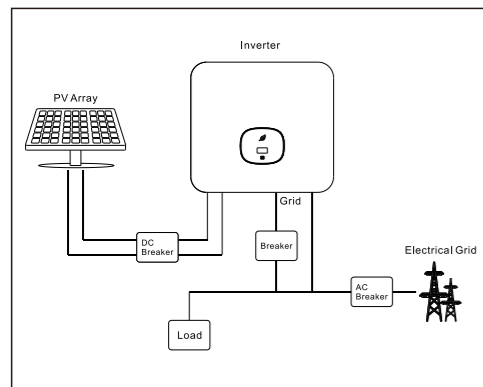 Inverter
PV Array
Grid
DC
Breaker
Breaker
Electrical Grid
AC
Breaker
Load